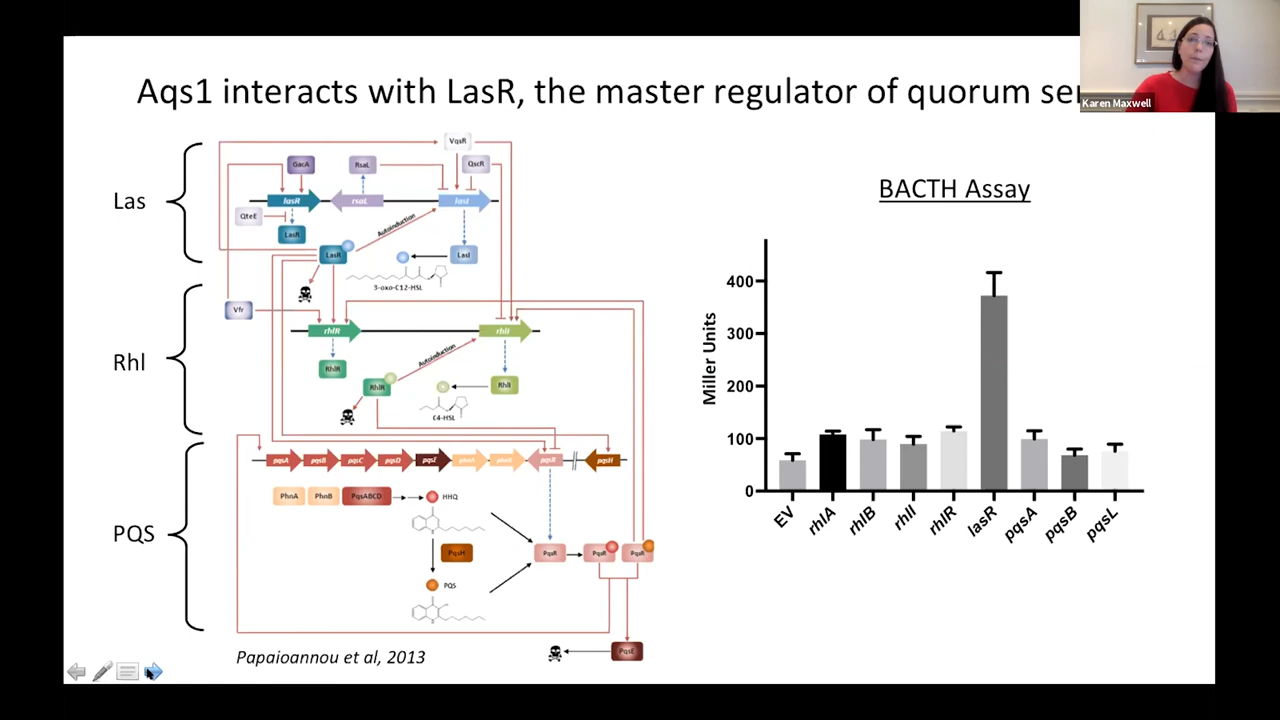 Aqs1 interacts with LasR, the master regulator of quorum se
Karen Maxwell
Las
Rhl
PQS
VqsR
GacA
RsaL
QscR
lasR
rsaL
lasI
QteE
LasR
Autoinduction
LasR
LasI
3-oxo-C12-HSL
Vfr
rhlR
rhlI
RhlR
Autoinduction
RhlR
RhlI
C4-HSL
pqsA
pqsB
pqsC
pqsD
pqsE
phnA
phnB
pqsR
pqsH
PhnA
PhnB
PqsABCD
HHQ
PqsH
PqsR
PqsR
PqsR
PQS
PqsE
Papaioannou et al, 2013
BACTH Assay
Miller Units
400
300
200
100
0
EV
rhlA
rhlB
rhlI
rhlR
lasR
pqsA
pqsB
pqsL